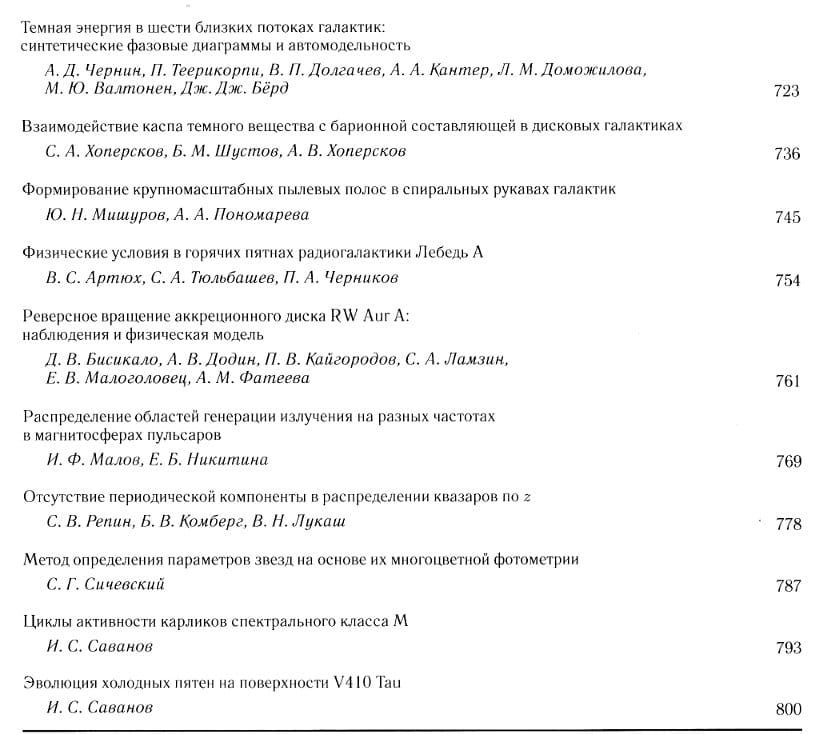 Темная энергия в шести близких потоках галактик:
синтетические фазовые диаграммы и автомодельность
А. Д. Чернин, П. Теерикорпи, В. П. Долгачев, А. А. Кантер, Л. М. Доможилова,
М. Ю. Валтонен, Дж. Дж. Бёрд 723
Взаимодействие каспа темного вещества с барионной составляющей в дисковых галактиках
С. А. Хоперсков, Б. М. Шустов, А. В. Хоперсков 736
Формирование крупномасштабных пылевых полос в спиральных рукавах галактик
Ю. Н. Мишуров, А. А. Пономарева 745
Физические условия в горячих пятнах радиогалактики Лебедь А
В. С. Артюх, С. А. Тюльбашев, П. А. Черников 754
Реверсное вращение аккреционного диска RW Aur A:
наблюдения и физическая модель
Д. В. Бисикало, А. В. Додин, П. В. Кайгородов, С. А. Ламзин,
Е. В. Малоголовец, А. М. Фатеева 761
Распределение областей генерации излучения на разных частотах
в магнитосферах пульсаров
И. Ф. Малов, Е. Б. Никитина 769
Отсутствие периодической компоненты в распределении квазаров по z
С. В. Репин, Б. В. Комберг, В. Н. Лукаш 778
Метод определения параметров звезд на основе их многоцветной фотометрии
С. Г. Сичевский 787
Циклы активности карликов спектрального класса М
И. С. Саванов 793
Эволюция холодных пятен на поверхности V410 Tau
И. С. Саванов 800